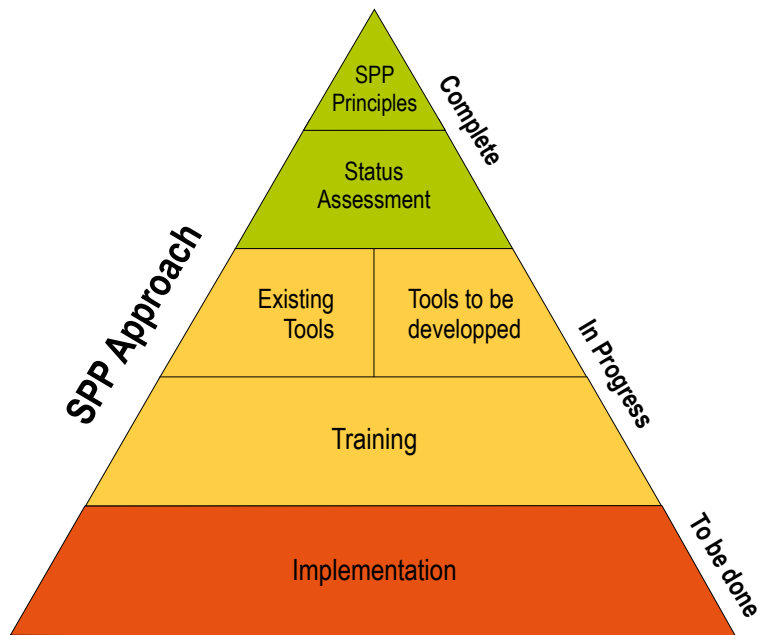 SPP
Principles
Complete
Status
Assessment
SPP Approach
Existing
Tools
Tools to be
developped
In Progress
Training
To be done
Implementation